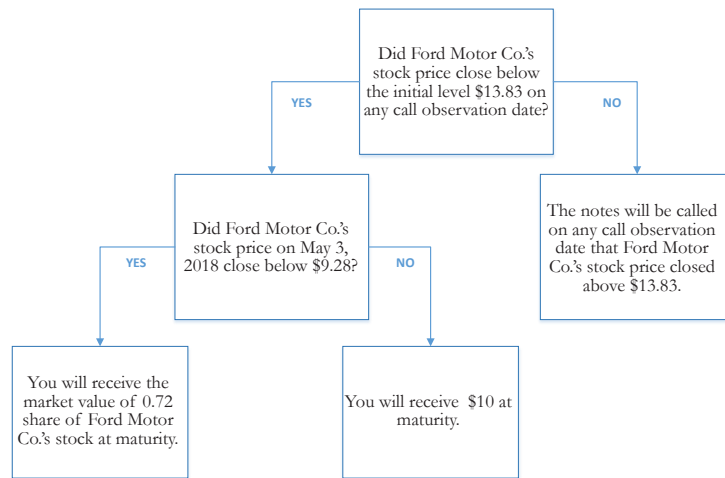 Did Ford Motor Co.'s
stock price close below
the initial level $13.83 on
any call observation date?
YES
NO
Did Ford Motor Co.'s
stock price on May 3,
2018 close below $9.28?
The notes will be called
on any call observation
date that Ford Motor
Co.'s stock price closed
above $13.83.
YES
NO
You will receive the
market value of 0.72
share of Ford Motor
Co.'s stock at maturity.
You will receive $10 at
maturity.